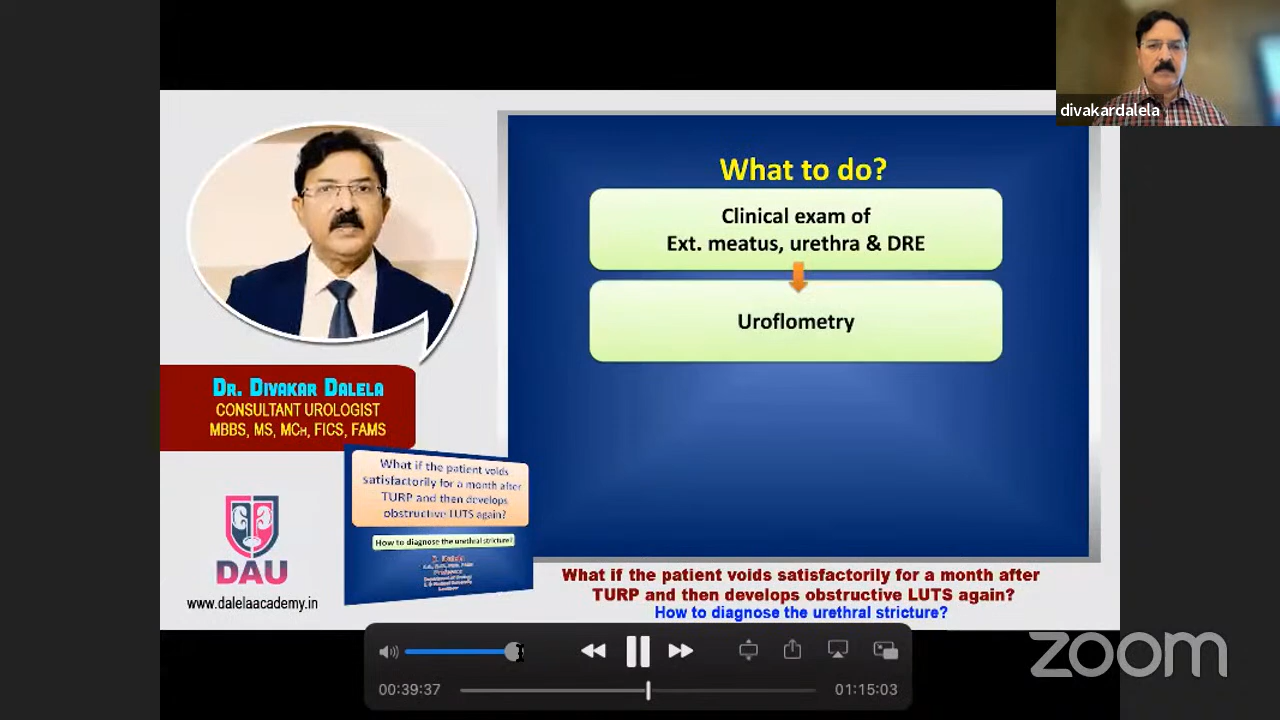 divakardalela
What to do?
Clinical exam of
Ext. meatus, urethra & DRE
Uroflometry
DR. DIVAKAR DALELA
CONSULTANT UROLOGIST
MBBS, MS, MCH, FICS, FAMS
What if the patient voids
satisfactorily for a month after
TURP and then develops
obstructive LUTS again?
How to diagnose the urethral stricture?
DAU
www.dalelaacademy.in
What if the patient voids satisfactorily for a month after
TURP and then develops obstructive LUTS again?
How to diagnose the urethral stricture?
zoom
00:39:37
01:15:03